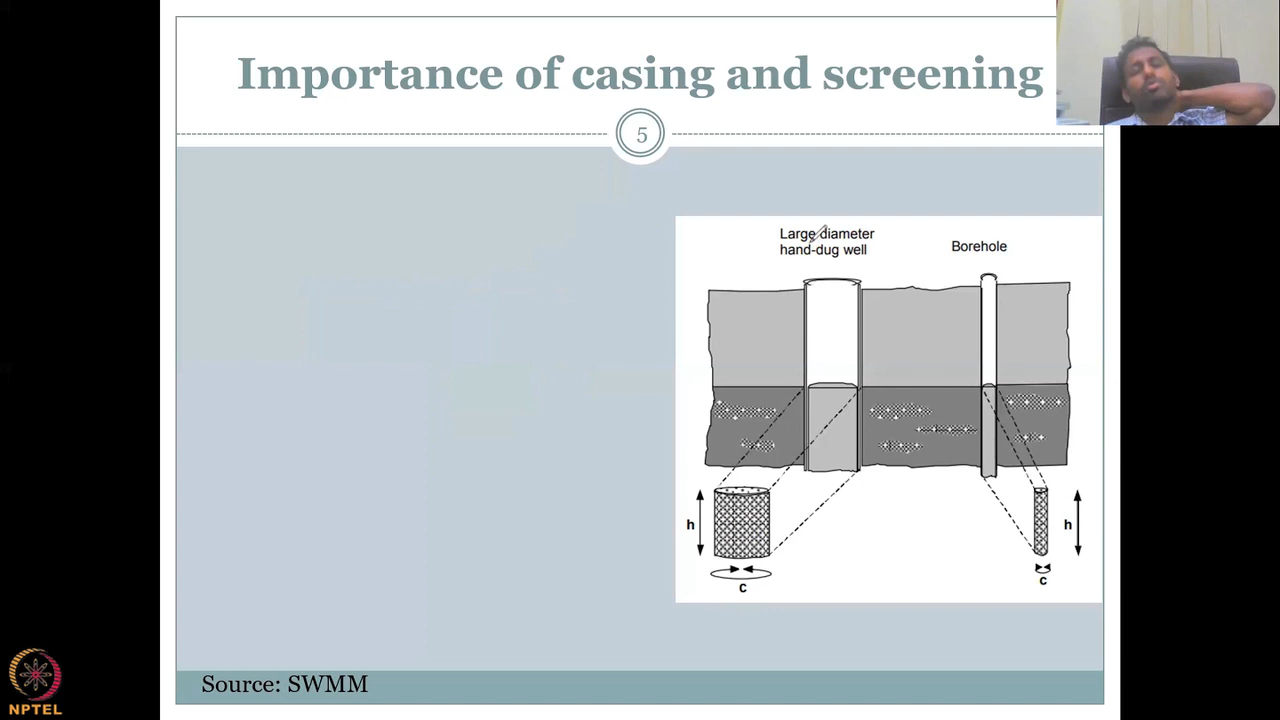 Importance of casing and screening
5
Large diameter
hand-dug well
Borehole
h
c
h
c
Source: SWMM
NPTEL